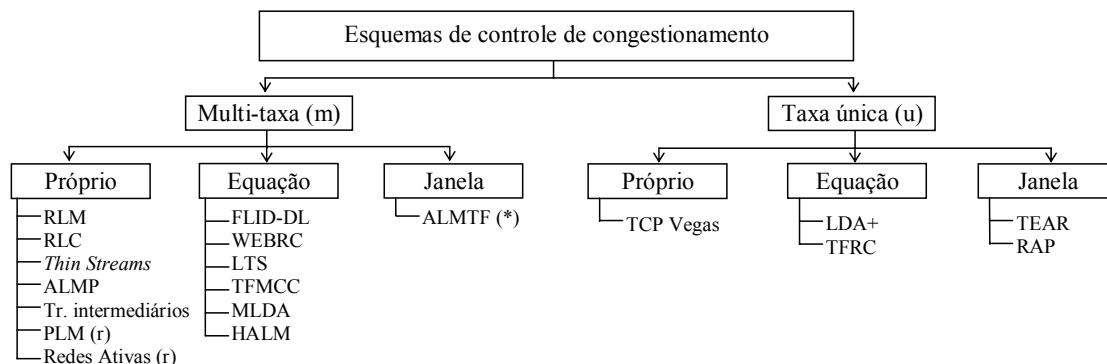 Esquemas de controle de congestionamento
Multi-taxa (m)
Taxa única (u)
Próprio
Equação
Janela
Próprio
Equação
Janela
RLM
RLC
Thin Streams
ALMP
Tr. intermediários
PLM (r)
Redes Ativas (r)
FLID-DL
WEBRC
LTS
TFMCC
MLDA
HALM
ALMTF (*)
TCP Vegas
LDA+
TFRC
TEAR
RAP